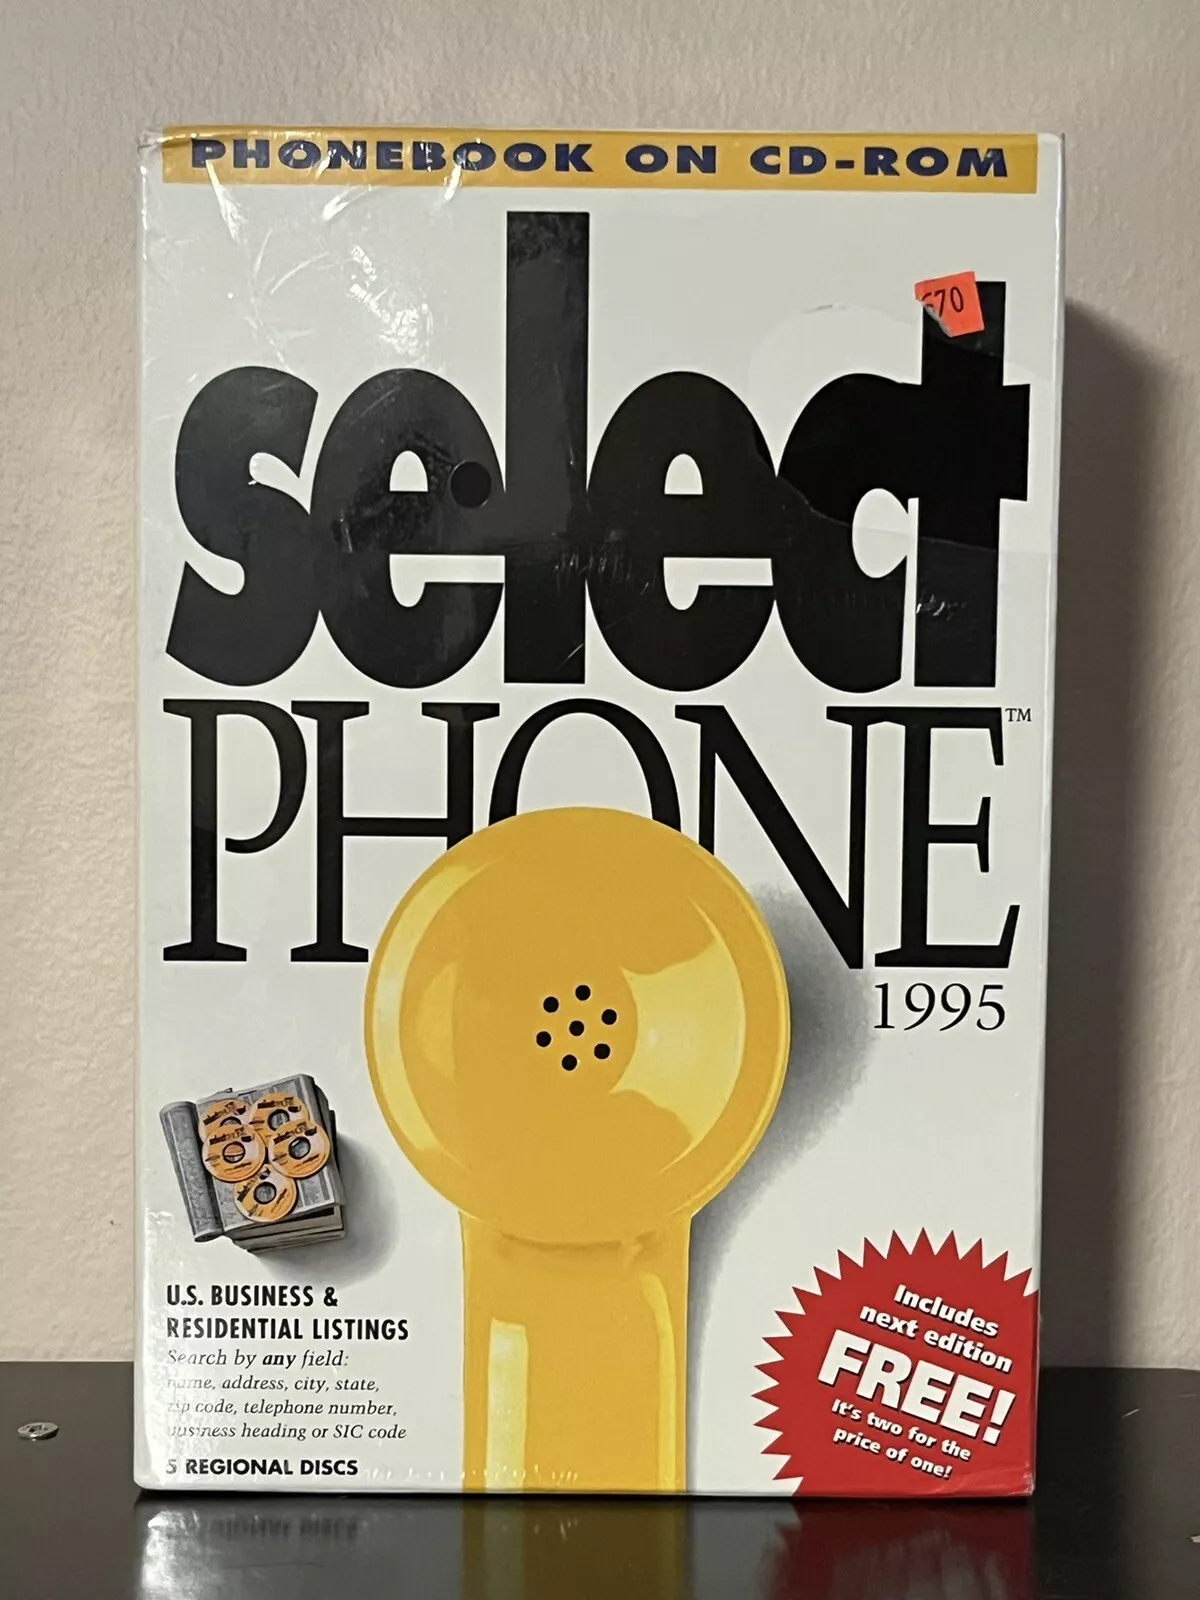 PHONEBOOK ON CD-ROM
670
select
PHONE™
1995
U.S. BUSINESS &
RESIDENTIAL LISTINGS
Search by any field:
name, address, city, state,
zip code, telephone number,
business heading or SIC code
5 REGIONAL DISCS
Includes
next edition
FREE!
It's two for the
price of one!